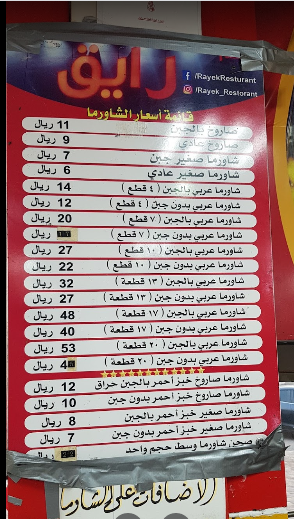 رايق
/RayekResturant
/Rayek_Restorant
قائمة أسعار الشاورما
صاروخ بالجبن 11 ريال
صاروخ عادي 9 ريال
شاورما صغير جبن 7 ريال
شاورما صغير عادي 6 ريال
شاورما عربي بالجبن (٤ قطع) 14 ريال
شاورما عربي بدون جبن (٤ قطع) 12 ريال
شاورما عربي بالجبن (٧ قطع) 20 ريال
شاورما عربي بدون جبن (٧ قطع) ريال
شاورما عربي بالجبن (١٠ قطع) 27 ريال
شاورما عربي بدون جبن (١٠ قطع) 22 ريال
شاورما عربي بالجبن (١٣ قطعة) 32 ريال
شاورما عربي بدون جبن (١٣ قطعة) 27 ريال
شاورما عربي بالجبن (١٧ قطعة) 48 ريال
شاورما عربي بدون جبن (١٧ قطعة) 40 ريال
شاورما عربي بالجبن (٢٠ قطعة) 53 ريال
شاورما عربي بدون جبن (٢٠ قطعة) ريال
شاورما صاروخ خبز أحمر بالجبن حراق 12 ريال
شاورما صاروخ خبز أحمر بدون جبن 10 ريال
شاورما صغير خبز أحمر بالجبن 8 ريال
شاورما صغير خبز أحمر بدون جبن 7 ريال
صحن شاورما وسط حجم واحد ريال
الاضافات على الشاورما